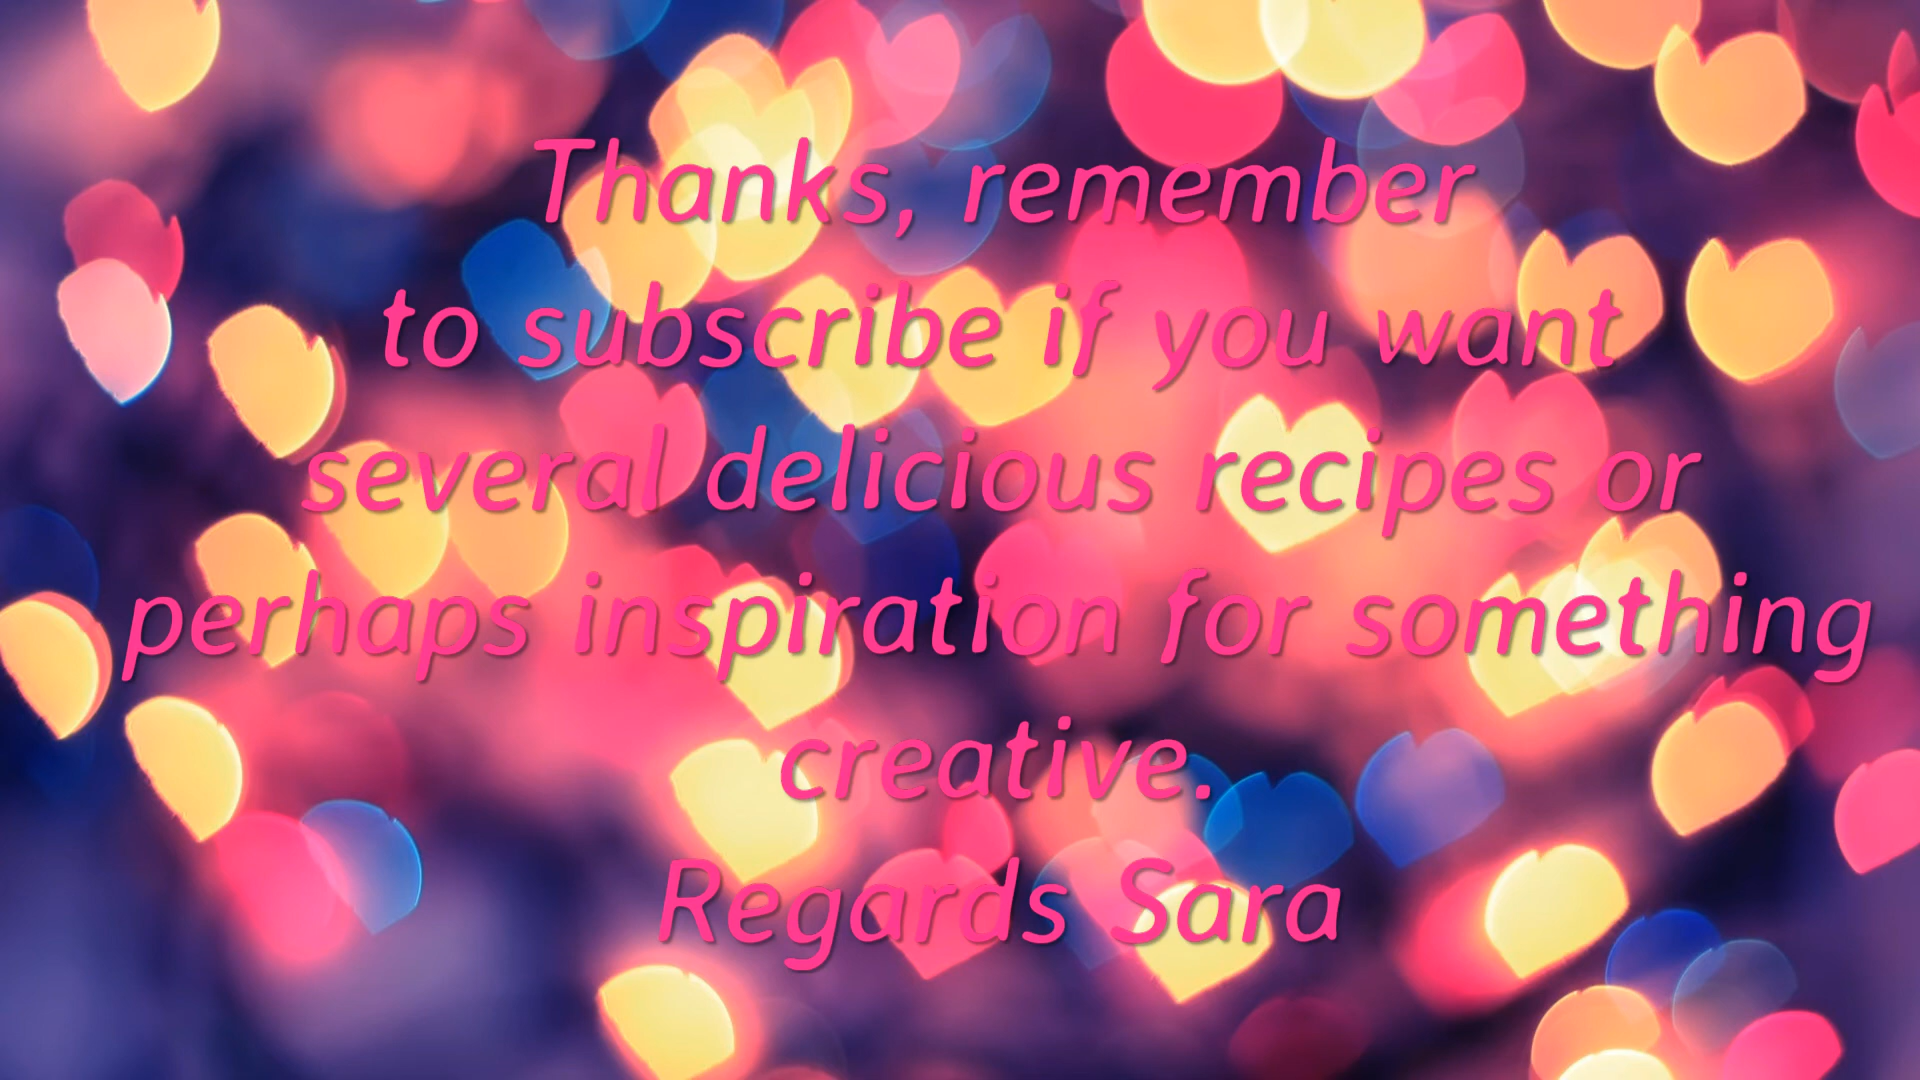 Thanks, remember
to subscribe if you want
several delicious recipes or
perhaps inspiration for something
creative.
Regards Sara